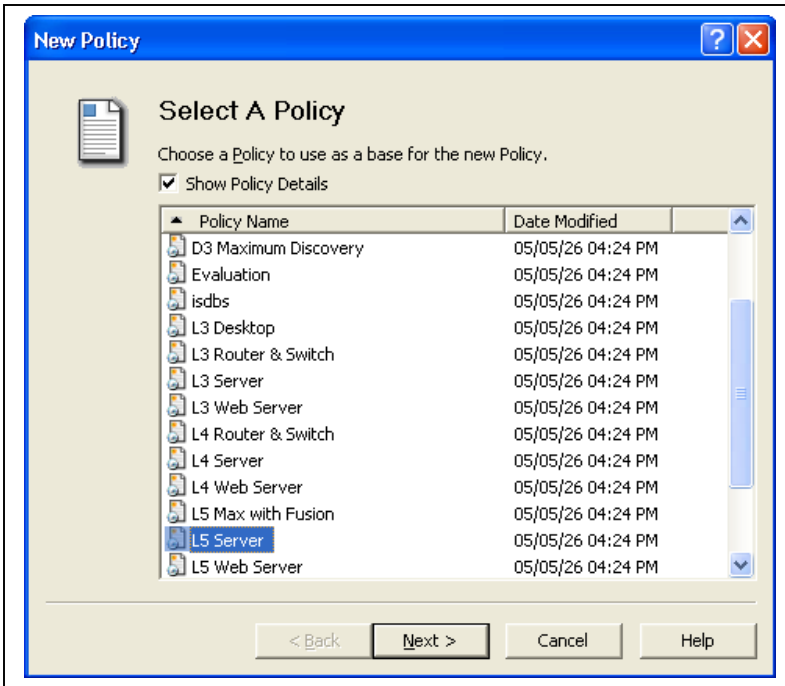 New Policy
Select A Policy
Choose a Policy to use as a base for the new Policy.
Show Policy Details
Policy Name Date Modified
D3 Maximum Discovery 05/05/26 04:24 PM
Evaluation 05/05/26 04:24 PM
isdbs 05/05/26 04:24 PM
L3 Desktop 05/05/26 04:24 PM
L3 Router & Switch 05/05/26 04:24 PM
L3 Server 05/05/26 04:24 PM
L3 Web Server 05/05/26 04:24 PM
L4 Router & Switch 05/05/26 04:24 PM
L4 Server 05/05/26 04:24 PM
L4 Web Server 05/05/26 04:24 PM
L5 Max with Fusion 05/05/26 04:24 PM
L5 Server 05/05/26 04:24 PM
L5 Web Server 05/05/26 04:24 PM
< Back Next > Cancel Help